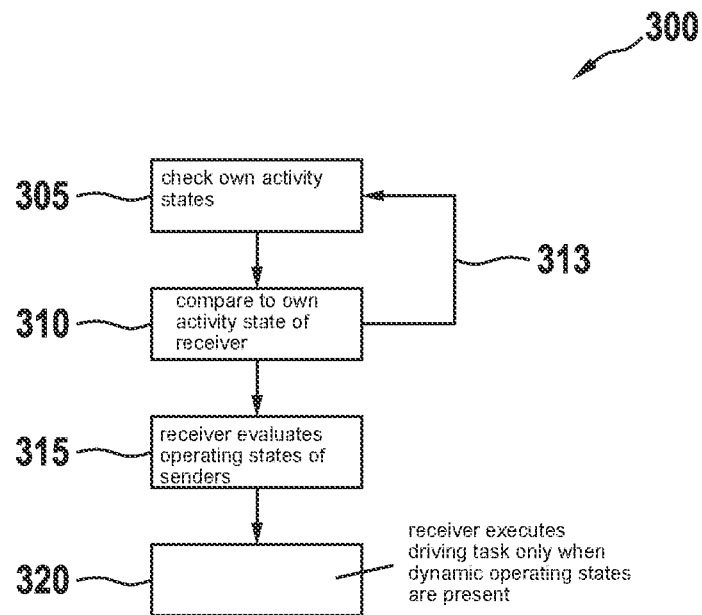 300
305
check own activity
states
313
310
compare to own
activity state of
receiver
315
receiver evaluates
operating states of
senders
320
receiver executes
driving task only when
dynamic operating states
are present